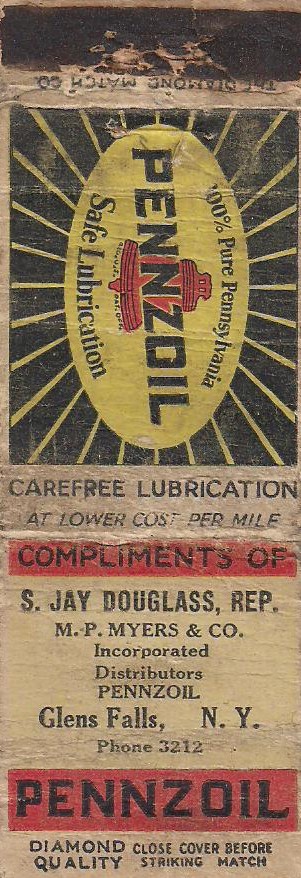 THE DIAMOND MATCH CO.
100% Pure Pennsylvania
PENNZOIL
Safe Lubrication
CAREFREE LUBRICATION
AT LOWER COST PER MILE
COMPLIMENTS OF
S. JAY DOUGLASS, REP.
M. P. MYERS & CO.
Incorporated
Distributors
PENNZOIL
Glens Falls, N. Y.
Phone 3212
PENNZOIL
DIAMOND QUALITY
CLOSE COVER BEFORE STRIKING MATCH